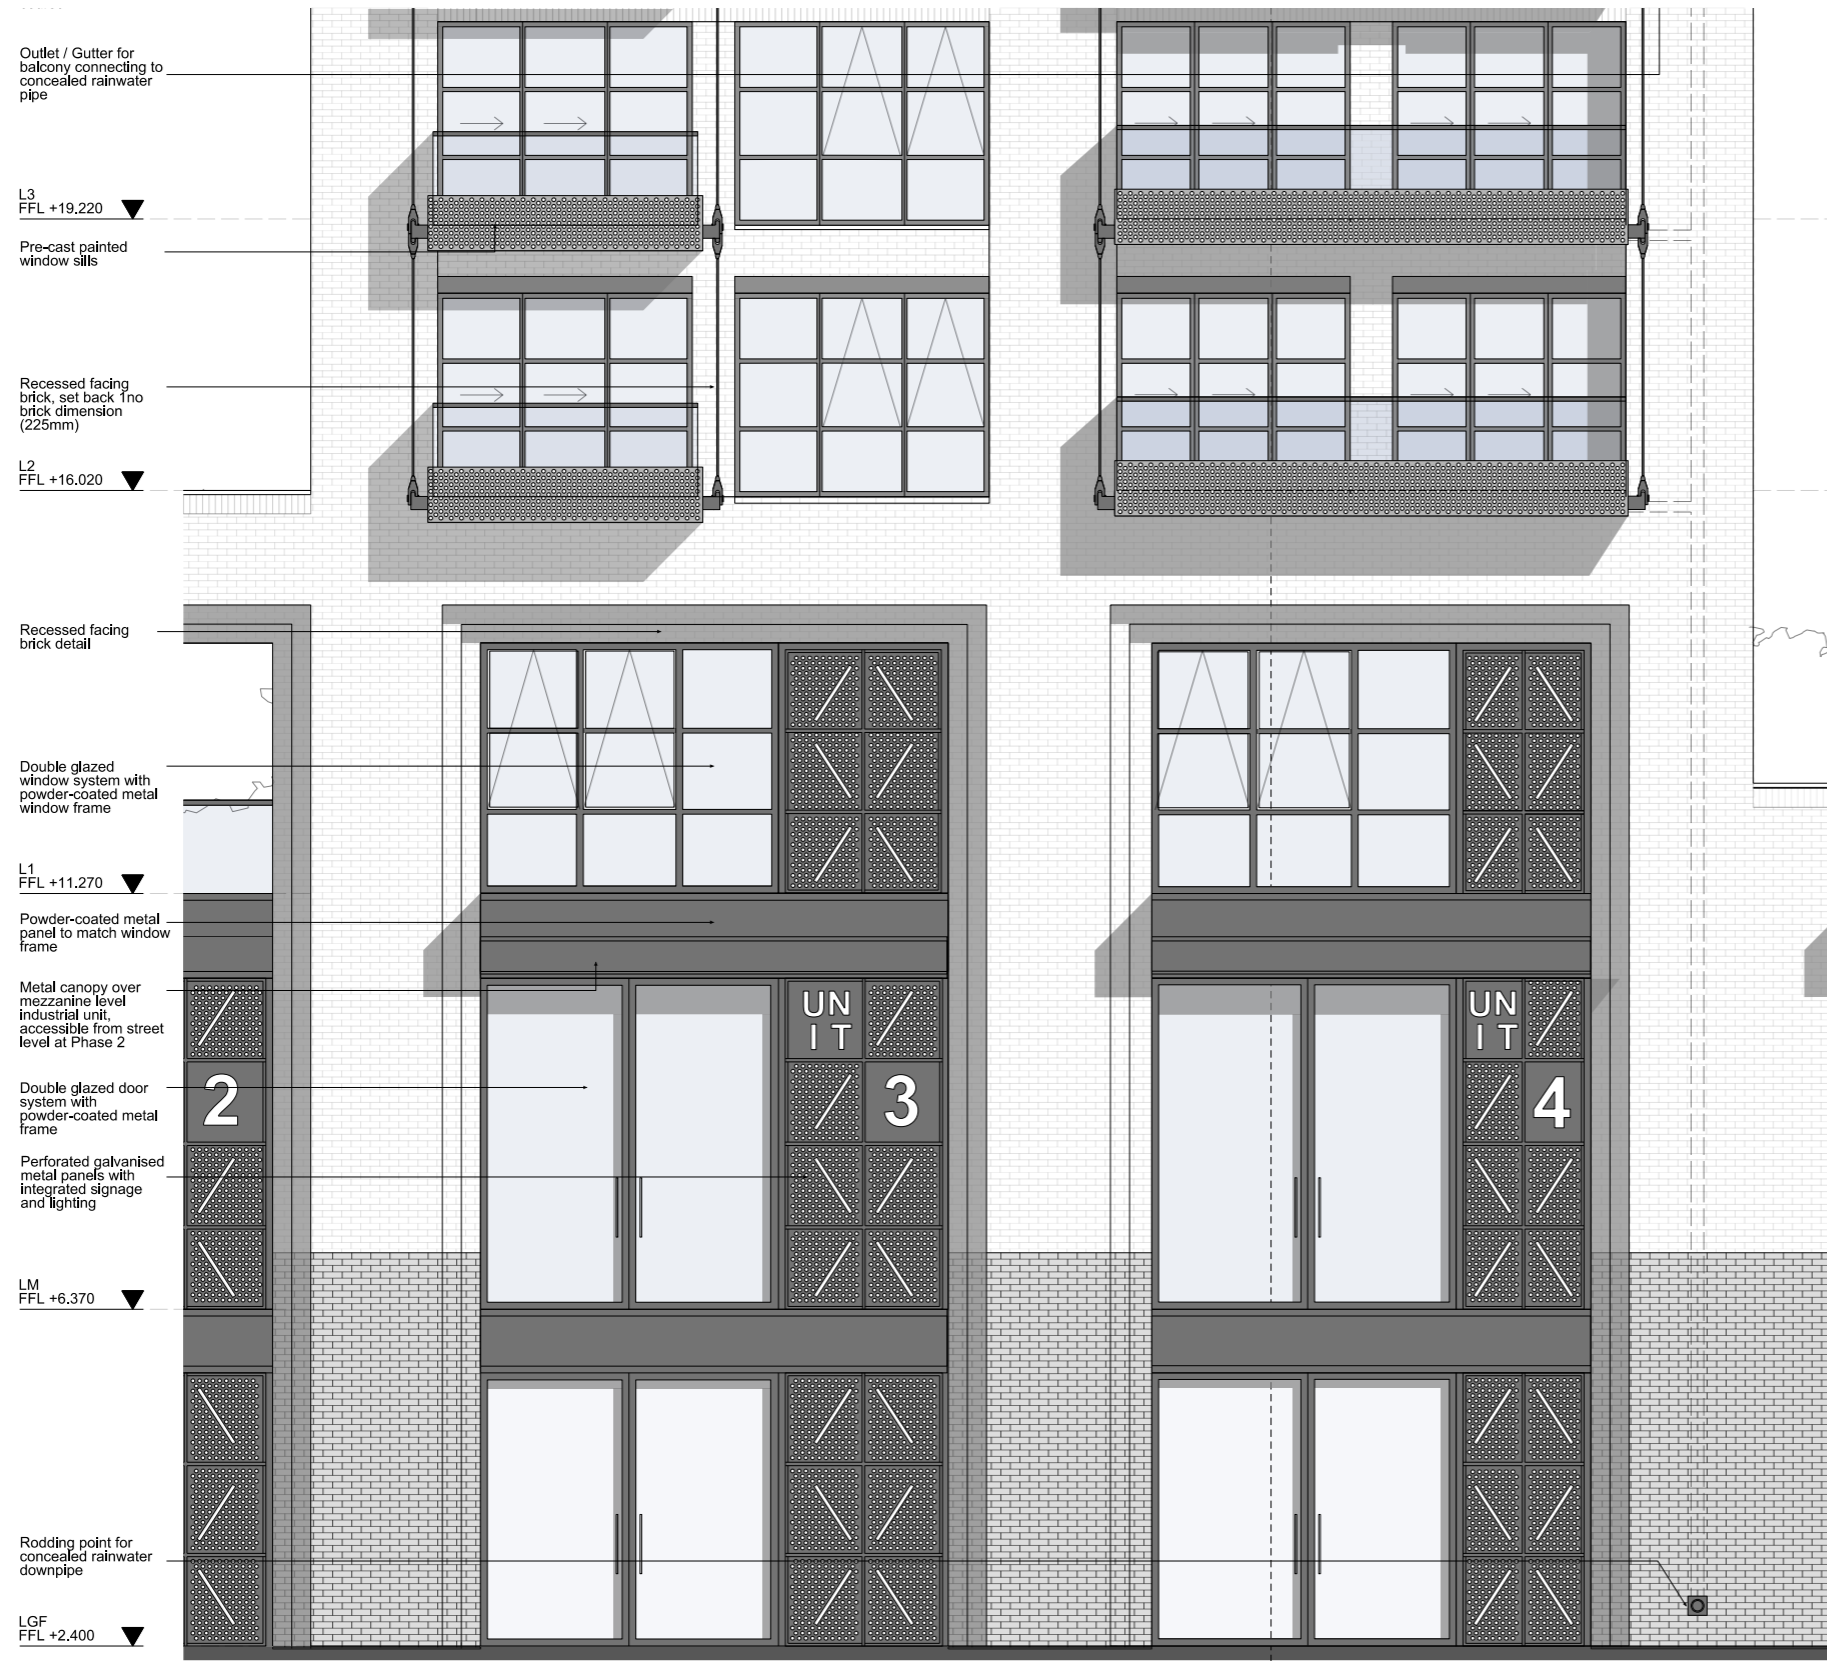 Outlet / Gutter for
balcony connecting to
concealed rainwater
pipe
L3
FFL +19.220
Pre-cast painted
window sills
Recessed facing
brick, set back 1no
brick dimension
(225mm)
L2
FFL +16.020
Recessed facing
brick detail
Double glazed
window system with
powder-coated metal
window frame
L1
FFL +11.270
Powder-coated metal
panel to match window
frame
Metal canopy over
mezzanine level
industrial unit,
accessible from street
level at Phase 2
UN
IT
UN
IT
Double glazed door
system with
powder-coated metal
frame
2
3
4
Perforated galvanised
metal panels with
integrated signage
and lighting
LM
FFL +6.370
Rodding point for
concealed rainwater
downpipe
LGF
FFL +2.400